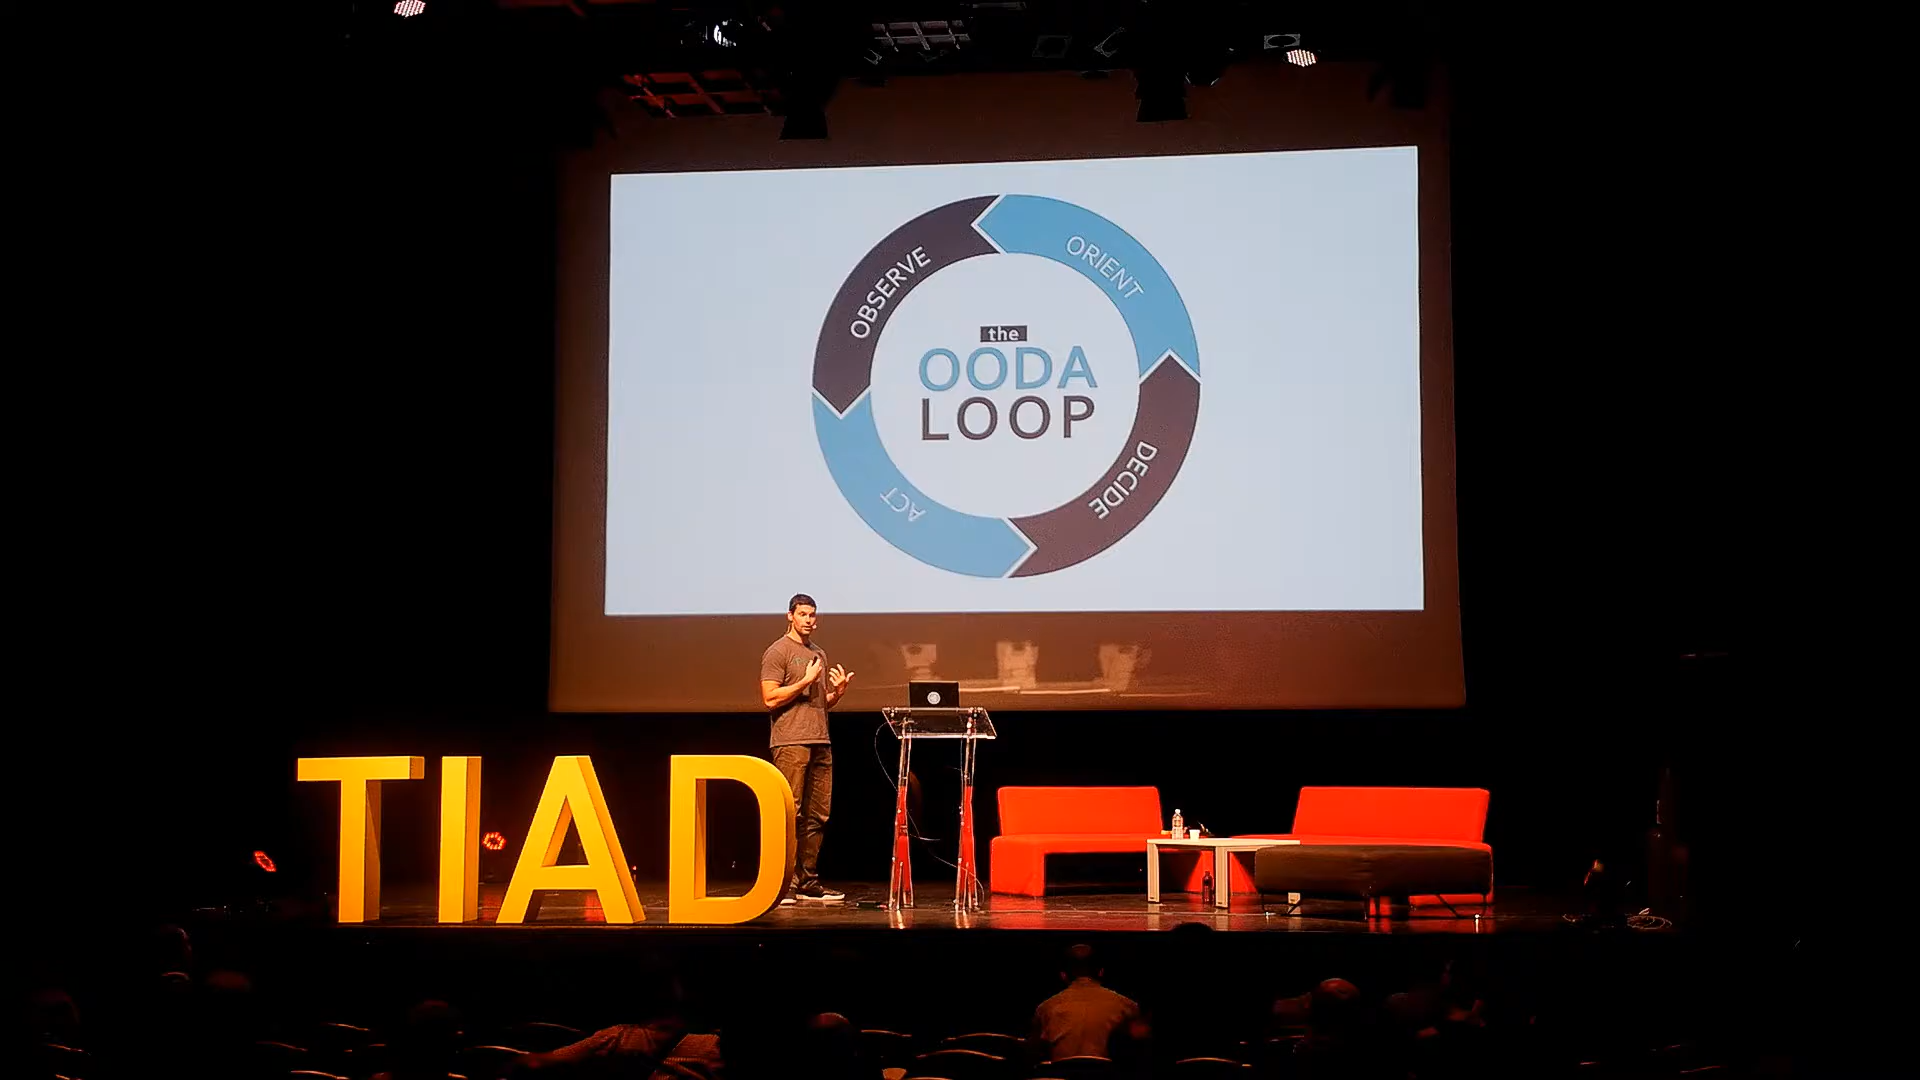 OBSERVE
ORIENT
the
OODA
LOOP
DECIDE
ACT
TIAD